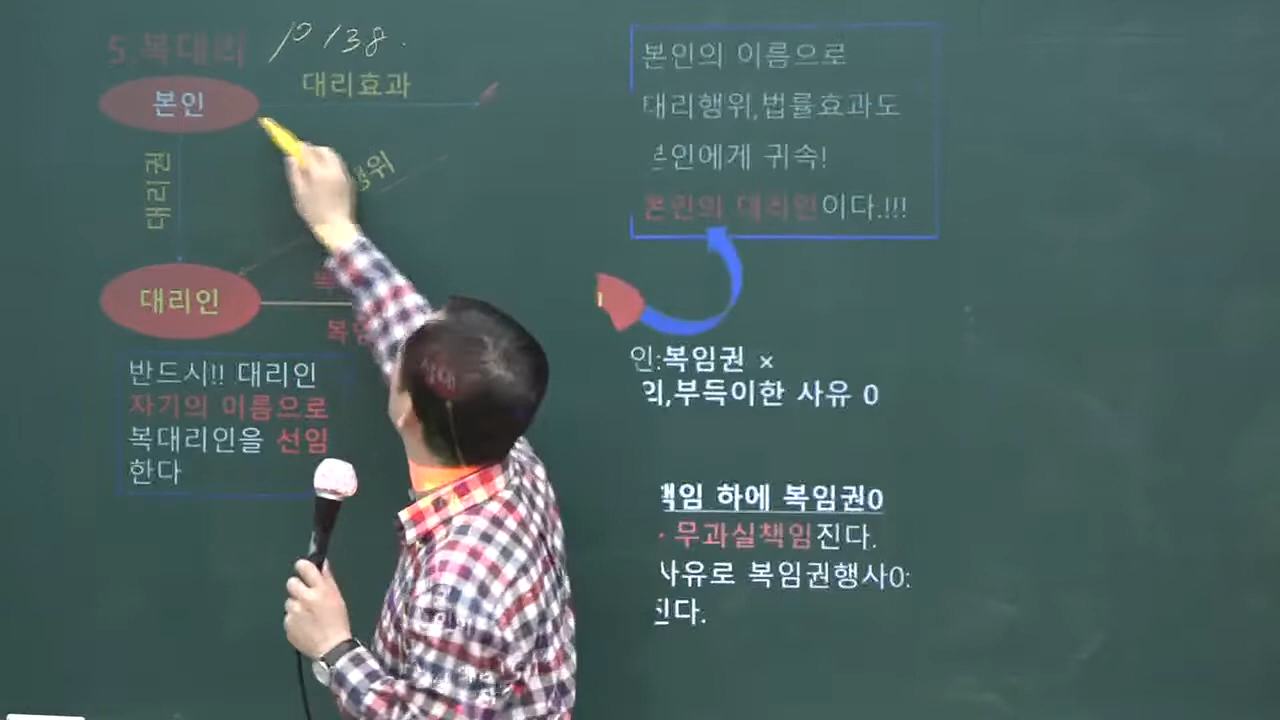 5.복대리 p 138.
본인
대리효과
대리권
대리인
반드시!! 대리인
자기의 이름으로
복대리인을 선임
한다
본인의 이름으로
대리행위,법률효과도
본인에게 귀속!
본인의 대리인이다.!!!
인:복임권 ×
의,부득이한 사유 0
책임 하에 복임권0
무과실책임진다.
사유로 복임권행사0:
진다.